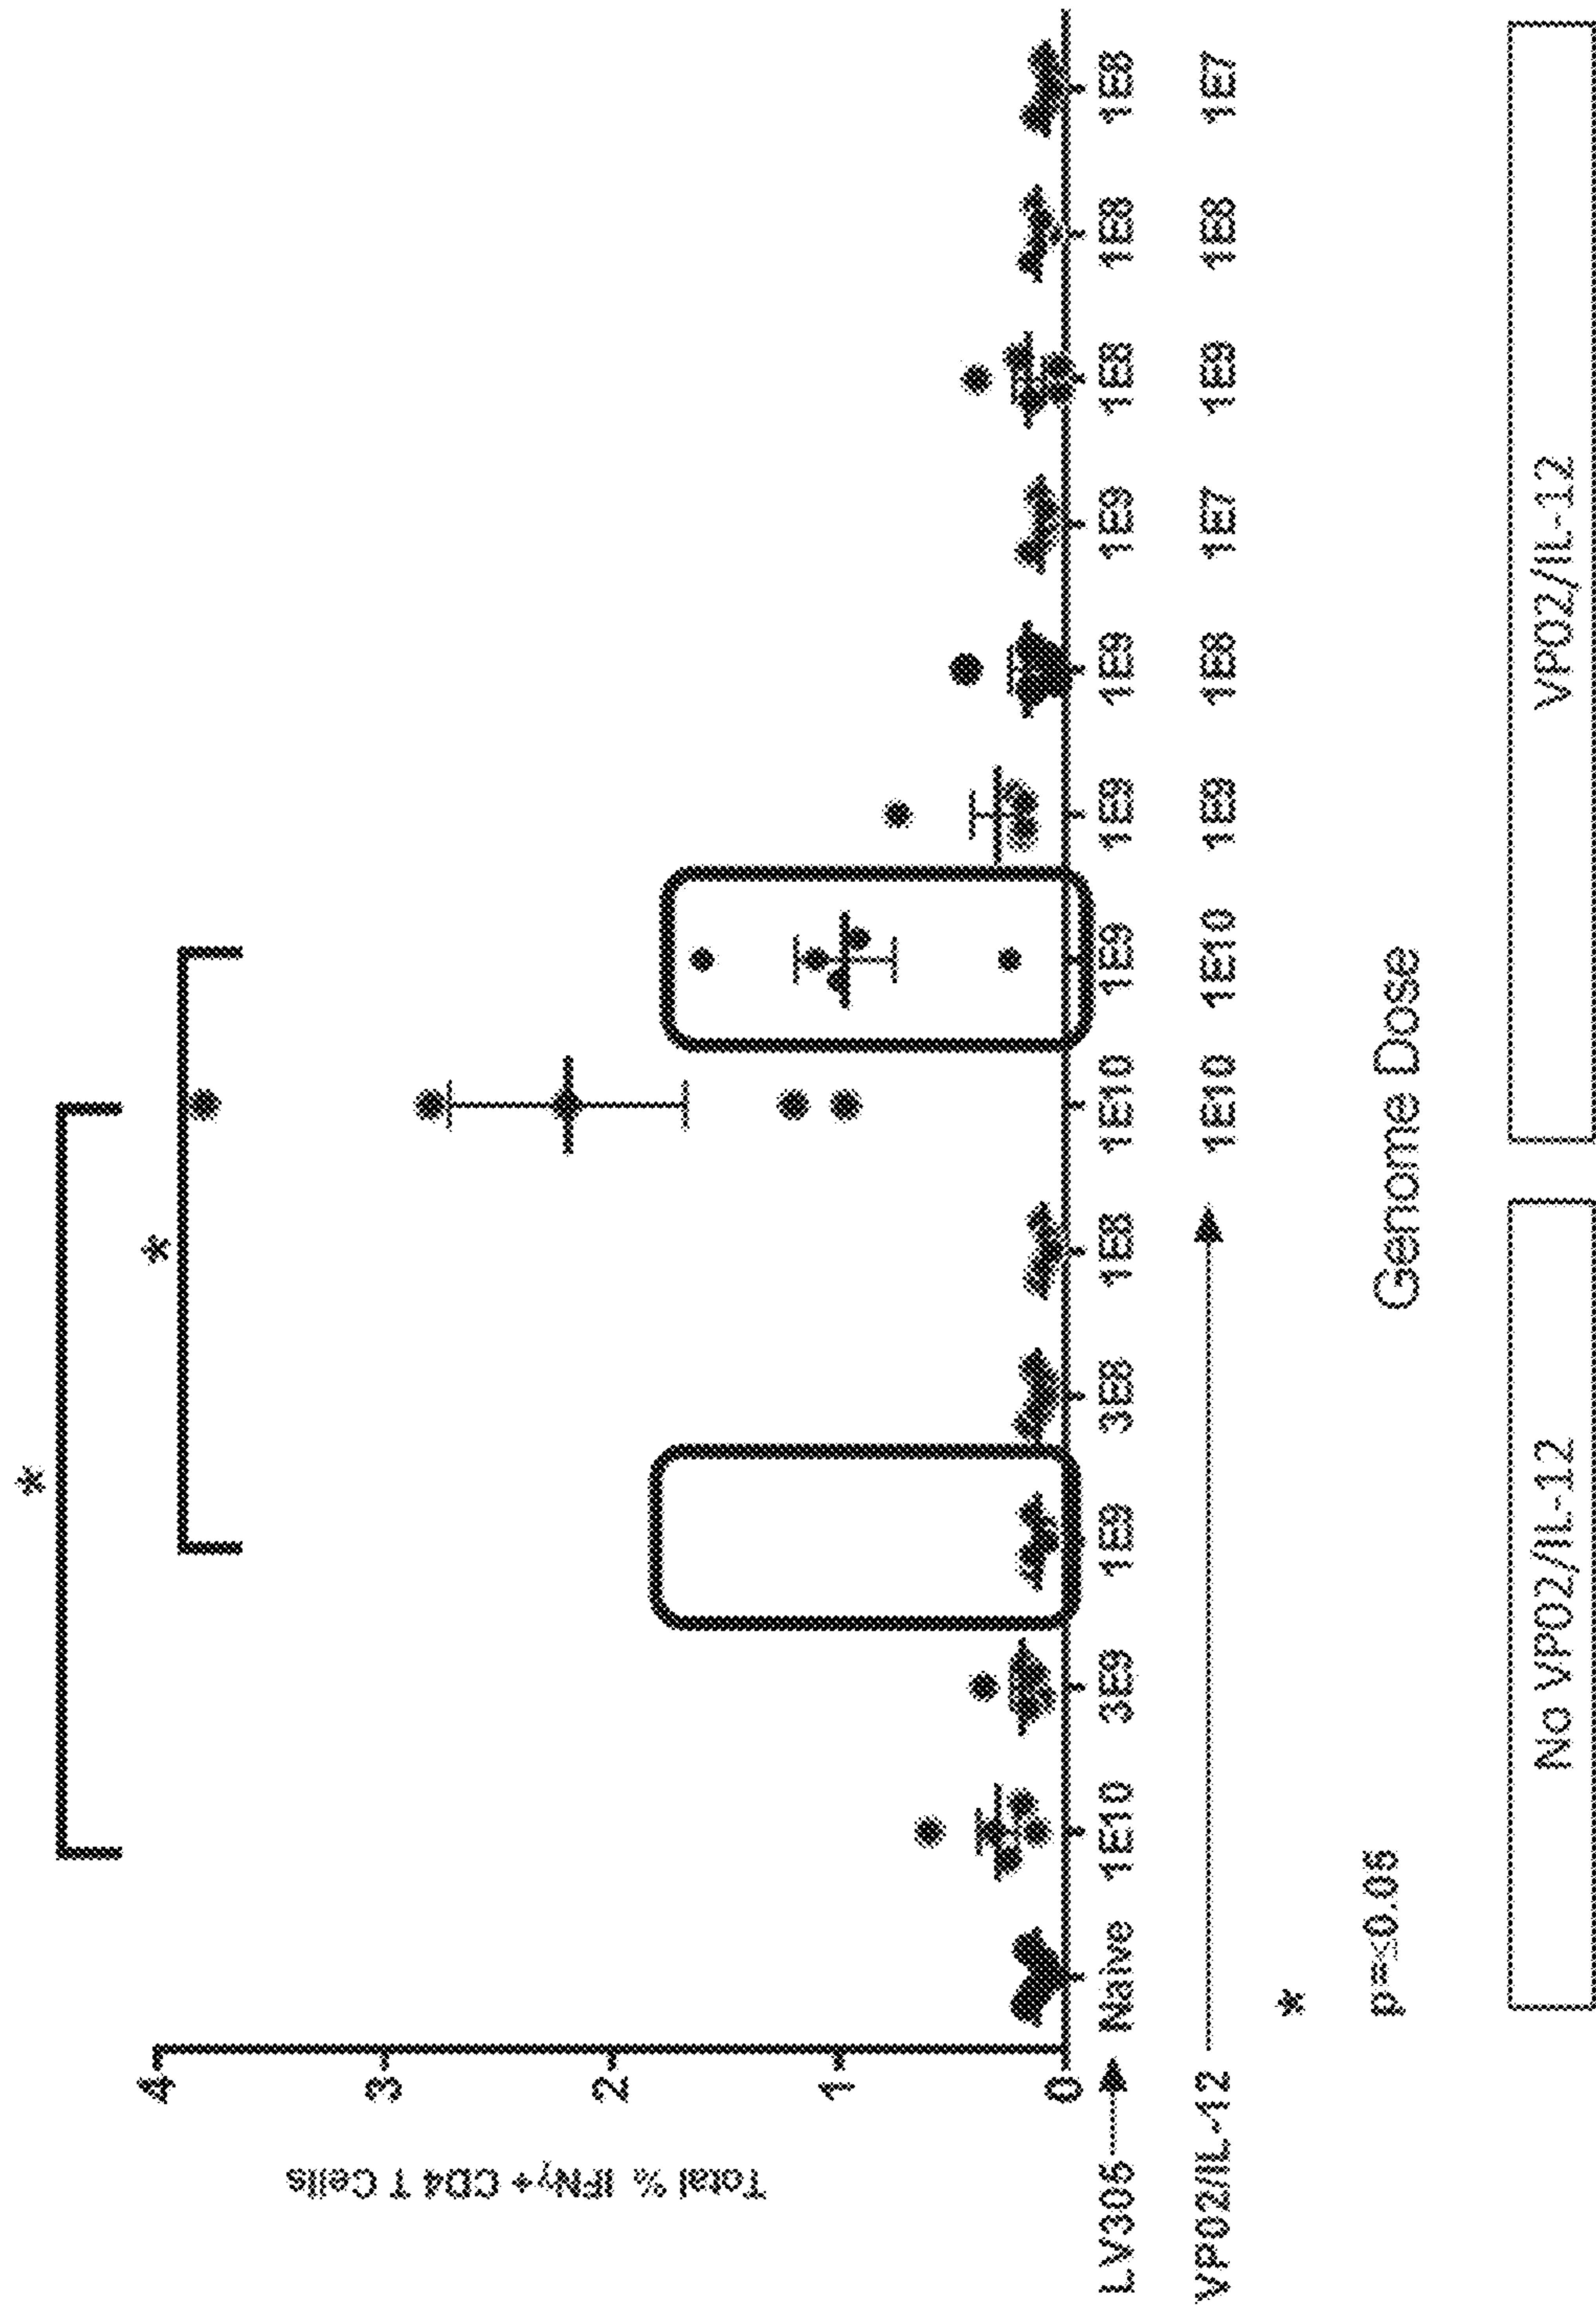 *
*
4
3
2
1
0
Total % IFNγ+ CD4 T Cells
LV305 Naive 1E10 3E9 1E9 3E8 1E8 1E10 1E9 1E9 1E9 1E9 1E8 1E8 1E8
VP02/IL-12 1E10 1E10 1E9 1E8 1E7 1E9 1E8 1E7
*
p=≤0.05
Genome Dose
No VP02/IL-12
VP02/IL-12